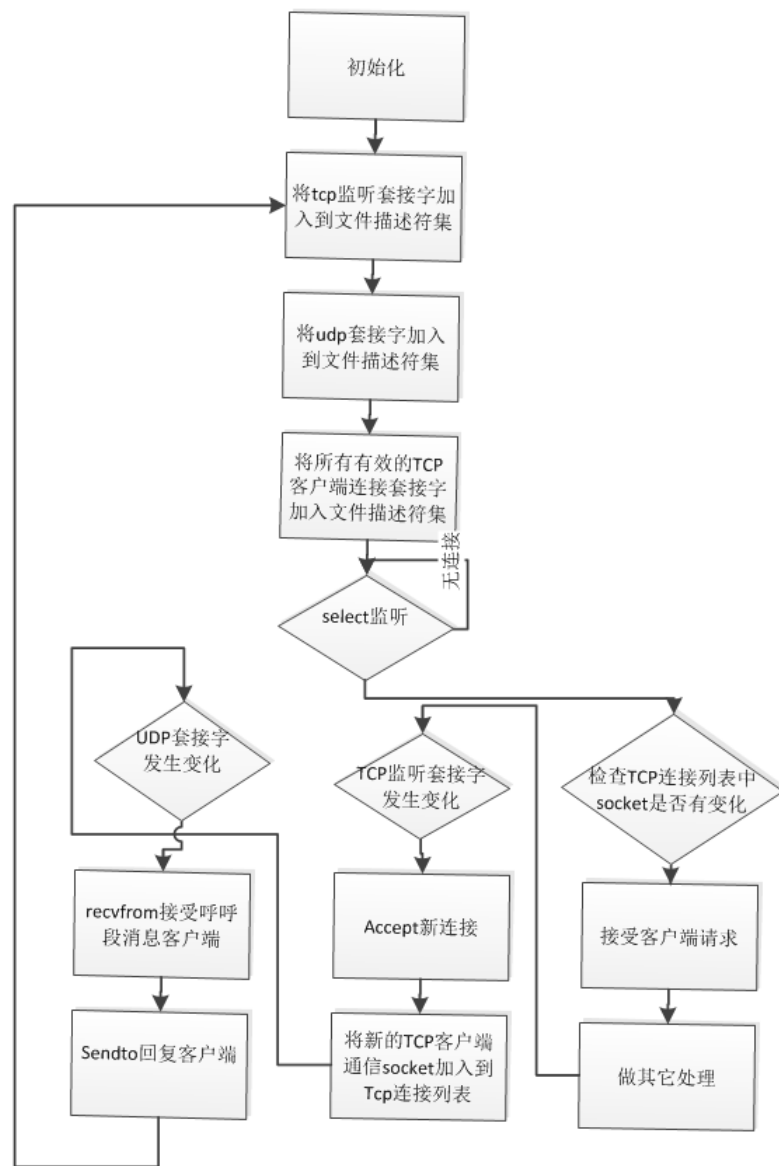 初始化
将tcp监听套接字加
入到文件描述符集
将udp套接字加入
到文件描述符集
将所有有效的TCP
客户端连接套接字
加入文件描述符集
无连接
select监听
UDP套接字
发生变化
TCP监听套接字
发生变化
检查TCP连接列表中
socket是否有变化
recvfrom接受呼呼
段消息客户端
Accept新连接
接受客户端请求
Sendto回复客户端
将新的TCP客户端
通信socket加入到
Tcp连接列表
做其它处理